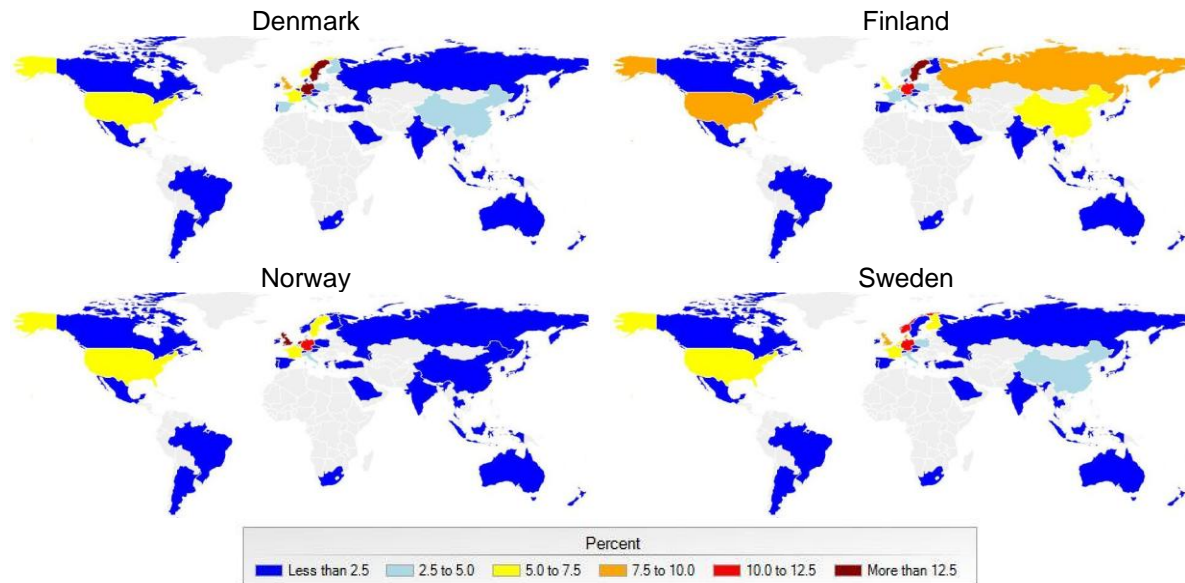 Denmark
Finland
Norway
Sweden
Percent
Less than 2.5
2.5 to 5.0
5.0 to 7.5
7.5 to 10.0
10.0 to 12.5
More than 12.5